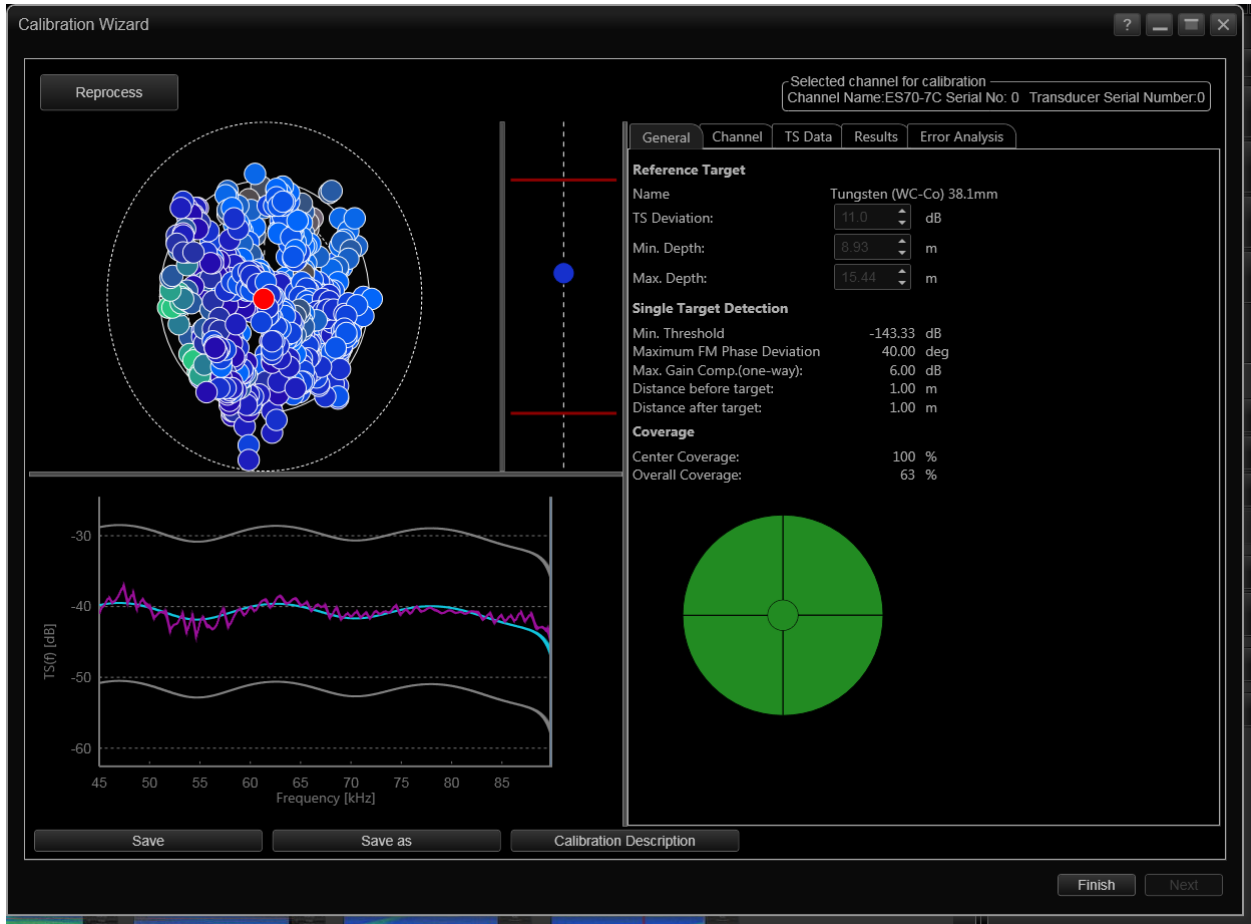 Calibration Wizard
?
Reprocess
Selected channel for calibration
Channel Name:ES70-7C Serial No: 0 Transducer Serial Number:0
General Channel TS Data Results Error Analysis
Reference Target
Name Tungsten (WC-Co) 38.1mm
TS Deviation: 11.0 dB
Min. Depth: 8.93 m
Max. Depth: 15.44 m
Single Target Detection
Min. Threshold -143.33 dB
Maximum FM Phase Deviation 40.00 deg
Max. Gain Comp.(one-way): 6.00 dB
Distance before target: 1.00 m
Distance after target: 1.00 m
Coverage
Center Coverage: 100 %
Overall Coverage: 63 %
TS(f) [dB]
-30
-40
-50
-60
45 50 55 60 65 70 75 80 85
Frequency [kHz]
Save Save as Calibration Description
Finish Next